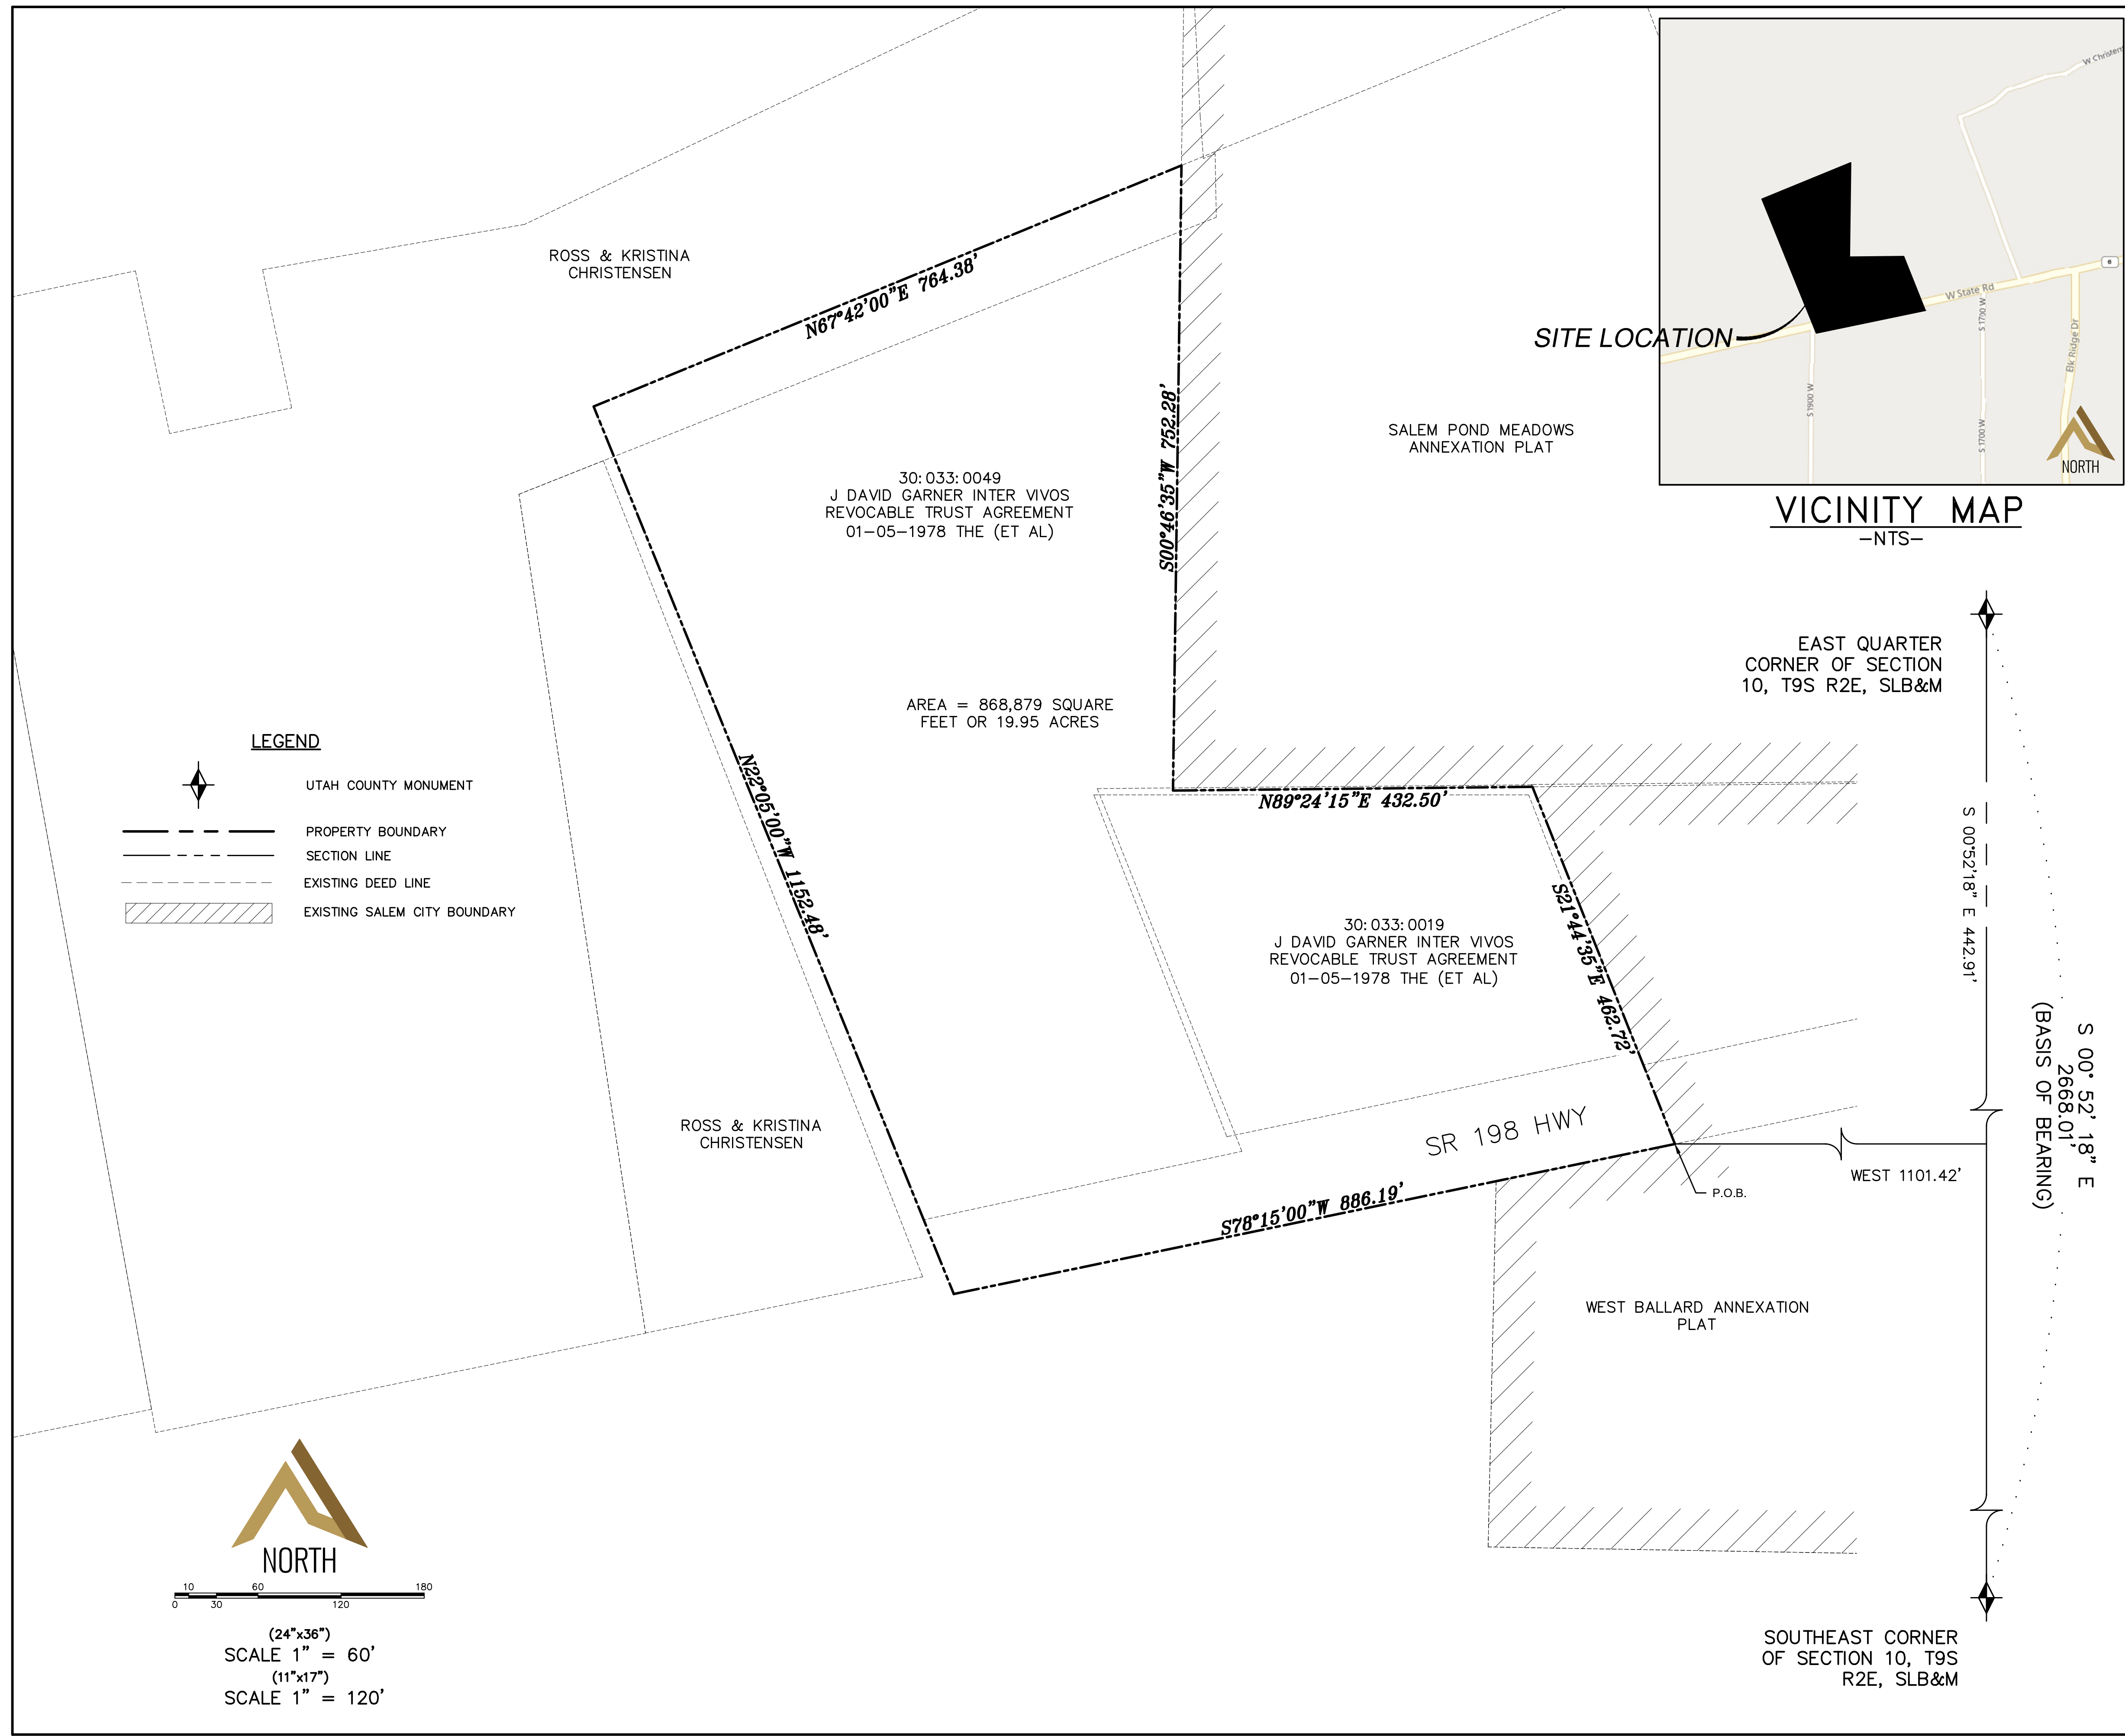 W Christen
W State Rd
6
S 1700 W
Elk Ridge Dr
S 1900 W
S 1700 W
NORTH
SITE LOCATION
VICINITY MAP
-NTS-
ROSS & KRISTINA
CHRISTENSEN
N67°42'00"E 764.38'
S00°46'35"W 752.28'
SALEM POND MEADOWS
ANNEXATION PLAT
30:033:0049
J DAVID GARNER INTER VIVOS
REVOCABLE TRUST AGREEMENT
01-05-1978 THE (ET AL)
EAST QUARTER
CORNER OF SECTION
10, T9S R2E, SLB&M
AREA = 868,879 SQUARE
FEET OR 19.95 ACRES
LEGEND
UTAH COUNTY MONUMENT
PROPERTY BOUNDARY
SECTION LINE
EXISTING DEED LINE
EXISTING SALEM CITY BOUNDARY
N22°05'00"W 1152.48'
N89°24'15"E 432.50'
S21°44'35"E 462.72'
30:033:0019
J DAVID GARNER INTER VIVOS
REVOCABLE TRUST AGREEMENT
01-05-1978 THE (ET AL)
S 00°52'18" E 442.91'
S 00° 52' 18" E
2668.01'
(BASIS OF BEARING)
ROSS & KRISTINA
CHRISTENSEN
SR 198 HWY
WEST 1101.42'
P.O.B.
S78°15'00"W 886.19'
WEST BALLARD ANNEXATION
PLAT
NORTH
10 60 180
0 30 120
(24"x36")
SCALE 1" = 60'
(11"x17")
SCALE 1" = 120'
SOUTHEAST CORNER
OF SECTION 10, T9S
R2E, SLB&M